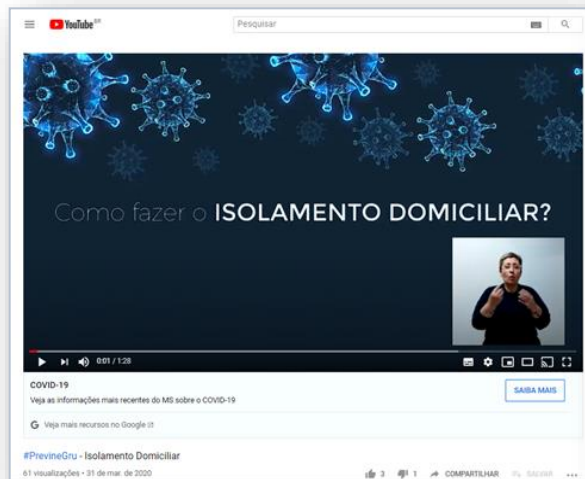 YouTube BR
Pesquisar
Como fazer o ISOLAMENTO DOMICILIAR?
0:01 / 1:28
COVID-19
Veja as informações mais recentes do MS sobre o COVID-19
SAIBA MAIS
Veja mais recursos no Google
#PrevineGru - Isolamento Domiciliar
61 visualizações • 31 de mar. de 2020
3
1
COMPARTILHAR
SALVAR